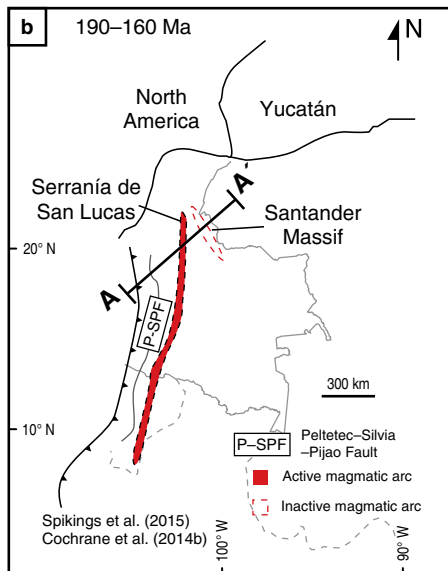 b
190–160 Ma
N
North
America
Yucatán
Serranía de
San Lucas
A
Santander
Massif
20° N
A
P-SPF
300 km
10° N
P–SPF
Peltetec–Silvia
–Pijao Fault
Active magmatic arc
Inactive magmatic arc
Spikings et al. (2015)
Cochrane et al. (2014b)
100° W
90° W